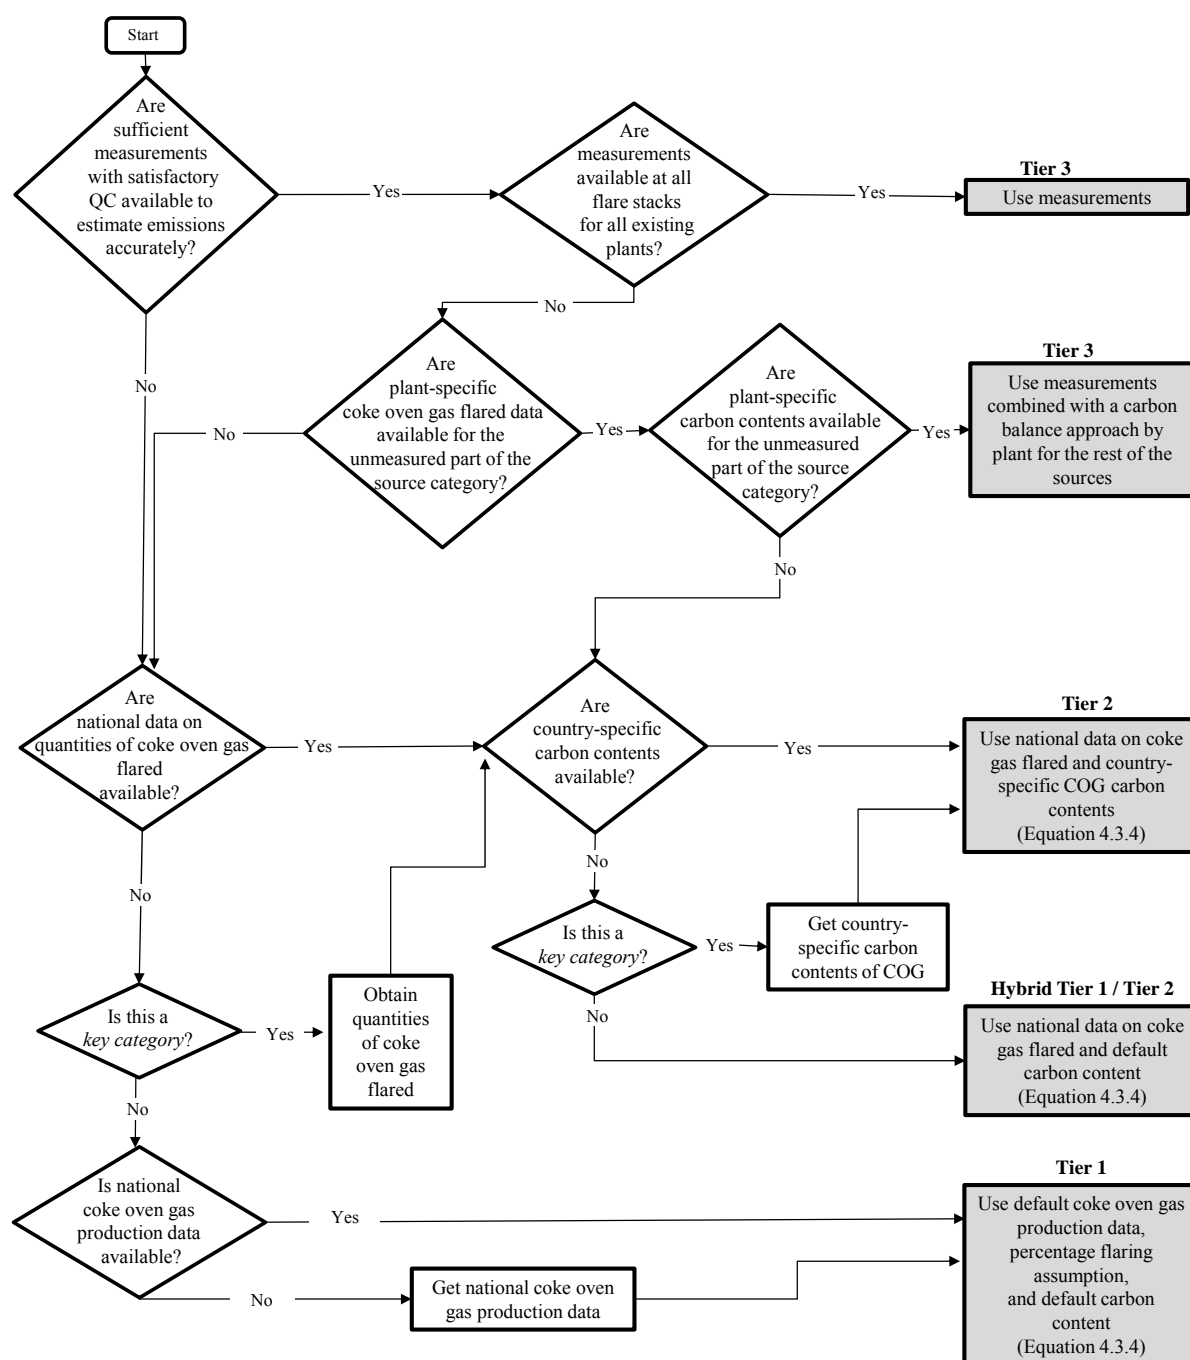 Start
Are
sufficient
measurements
with satisfactory
QC available to
estimate emissions
accurately?
Yes
Are
measurements
available at all
flare stacks
for all existing
plants?
Yes
Tier 3
Use measurements
No
No
Are
plant-specific
coke oven gas flared data
available for the
unmeasured part of the
source category?
No
Yes
Are
plant-specific
carbon contents available
for the unmeasured
part of the source
category?
Yes
Tier 3
Use measurements
combined with a carbon
balance approach by
plant for the rest of the
sources
No
Are
national data on
quantities of coke oven gas
flared
available?
Yes
Are
country-specific
carbon contents
available?
Yes
Tier 2
Use national data on coke
gas flared and country-
specific COG carbon
contents
(Equation 4.3.4)
No
No
Is this a
key category?
Yes
Get country-
specific carbon
contents of COG
No
Is this a
key category?
Yes
Obtain
quantities
of coke
oven gas
flared
Hybrid Tier 1 / Tier 2
Use national data on coke
gas flared and default
carbon content
(Equation 4.3.4)
No
Is national
coke oven gas
production data
available?
Yes
No
Get national coke oven
gas production data
Tier 1
Use default coke oven gas
production data,
percentage flaring
assumption,
and default carbon
content
(Equation 4.3.4)